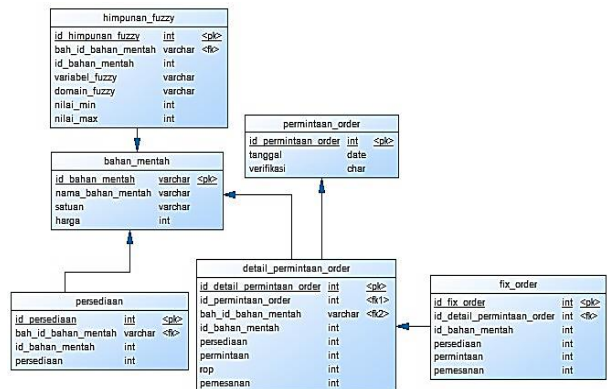 himpunan_fuzzy
id_himpunan_fuzzy int <pk>
bah_id_bahan_mentah varchar <fk>
id_bahan_mentah int
variabel_fuzzy varchar
domain_fuzzy varchar
nilai_min int
nilai_max int
permintaan_order
id_permintaan_order int <pk>
tanggal date
verifikasi char
bahan_mentah
id_bahan_mentah varchar <pk>
nama_bahan_mentah varchar
satuan varchar
harga int
detail_permintaan_order
id_detail_permintaan_order int <pk>
id_permintaan_order int <fk1>
bah_id_bahan_mentah varchar <fk2>
id_bahan_mentah int
persediaan int
permintaan int
rop int
pemesanan int
fix_order
id_fix_order int <pk>
id_detail_permintaan_order int <fk>
id_bahan_mentah int
persediaan int
permintaan int
pemesanan int
persediaan
id_persediaan int <pk>
bah_id_bahan_mentah varchar <fk>
id_bahan_mentah int
persediaan int